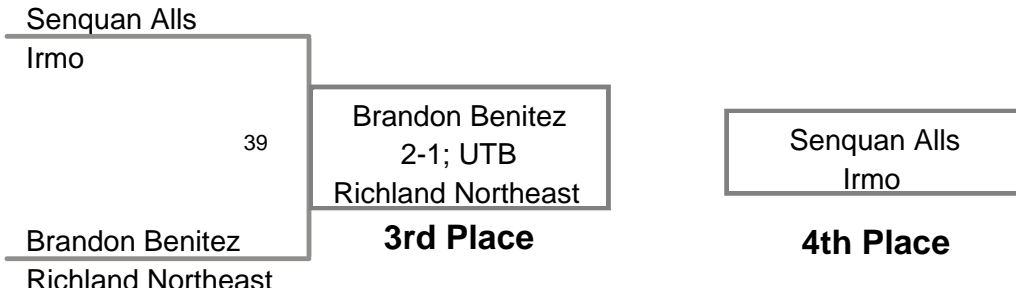 Senquan Alls
Irmo
39
Brandon Benitez
2-1; UTB
Richland Northeast
3rd Place
Brandon Benitez
Richland Northeast
Senquan Alls
Irmo
4th Place